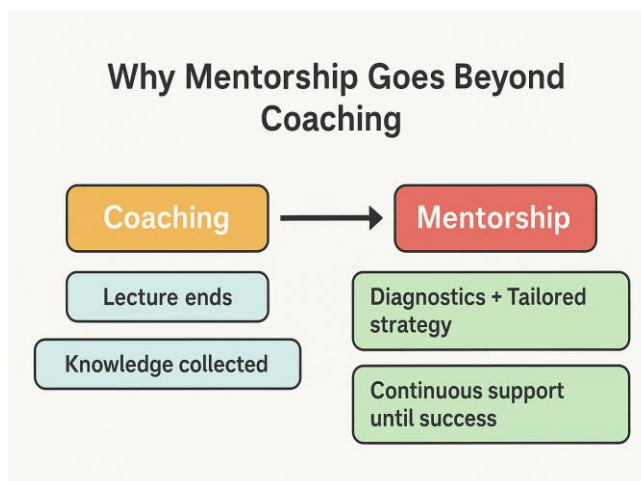 Why Mentorship Goes Beyond
Coaching
Coaching
Mentorship
Lecture ends
Knowledge collected
Diagnostics + Tailored
strategy
Continuous support
until success